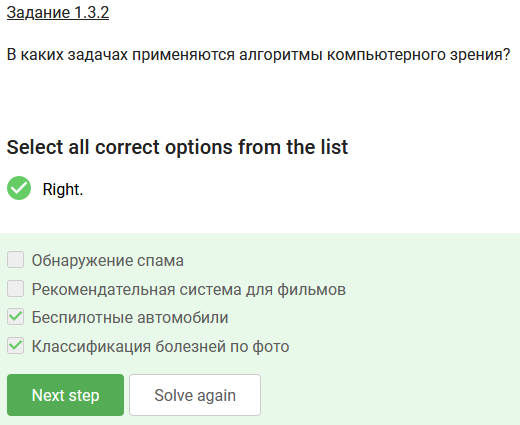 Задание 1.3.2
В каких задачах применяются алгоритмы компьютерного зрения?
Select all correct options from the list
Right.
Обнаружение спама
Рекомендательная система для фильмов
Беспилотные автомобили
Классификация болезней по фото
Next step
Solve again